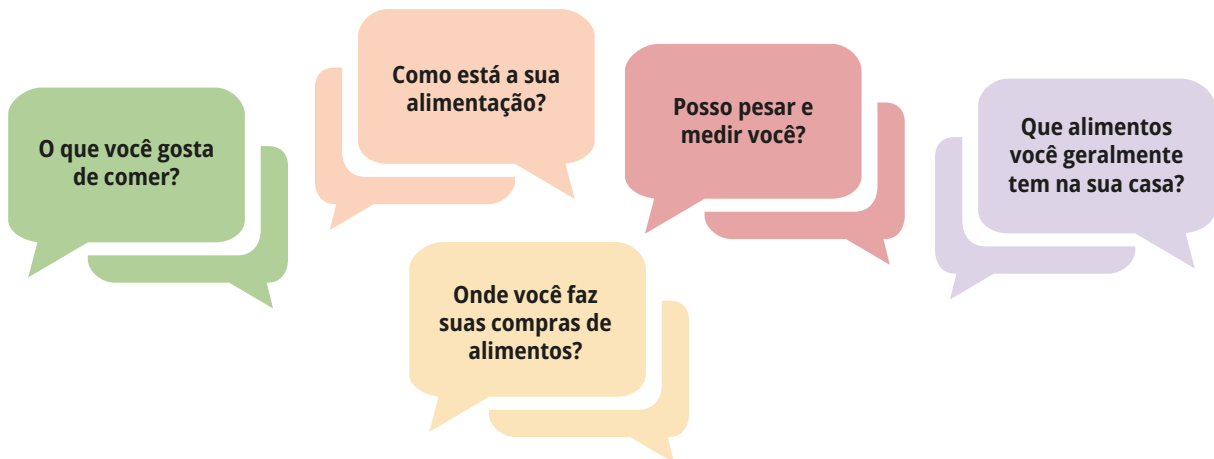 O que você gosta
de comer?
Como está a sua
alimentação?
Posso pesar e
medir você?
Que alimentos
você geralmente
tem na sua casa?
Onde você faz
suas compras de
alimentos?